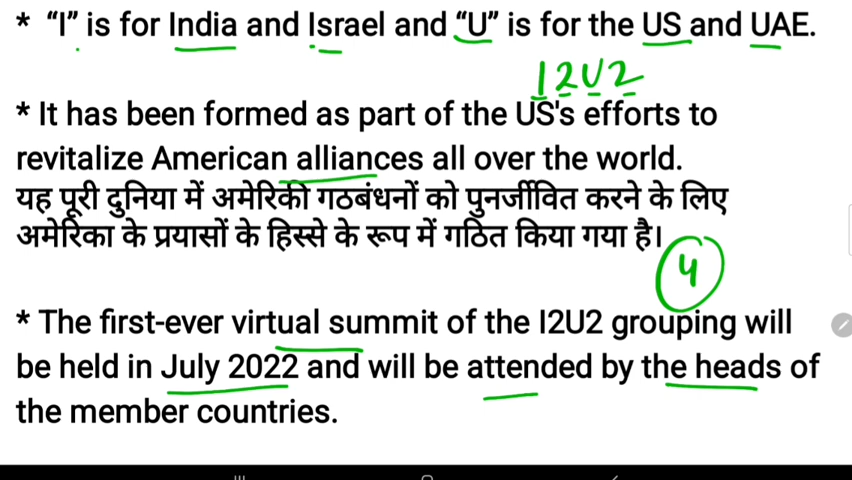 * “I” is for India and Israel and “U” is for the US and UAE.
I2U2
* It has been formed as part of the US's efforts to
revitalize American alliances all over the world.
यह पूरी दुनिया में अमेरिकी गठबंधनों को पुनर्जीवित करने के लिए
अमेरिका के प्रयासों के हिस्से के रूप में गठित किया गया है।
4
* The first-ever virtual summit of the I2U2 grouping will
be held in July 2022 and will be attended by the heads of
the member countries.